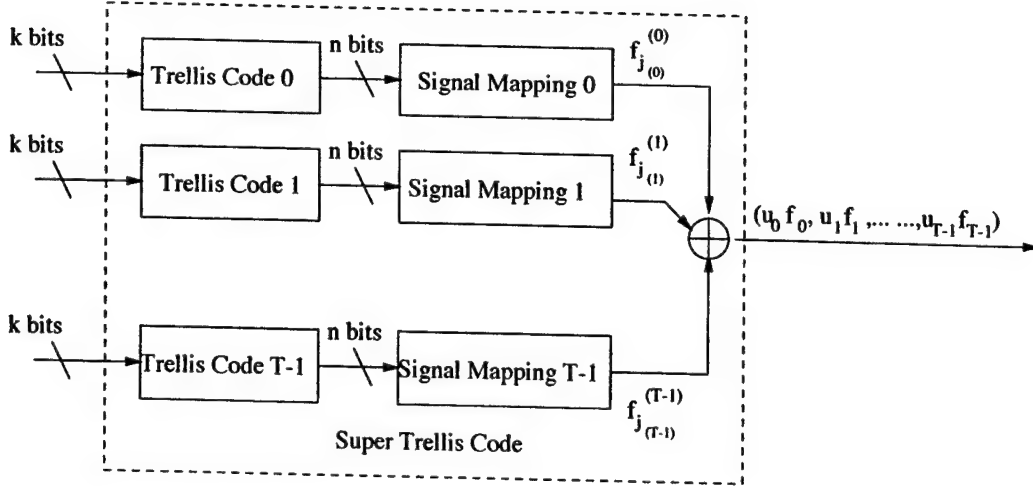 k bits
Trellis Code 0
n bits
Signal Mapping 0
f_{j_{(0)}}^{(0)}
k bits
Trellis Code 1
n bits
Signal Mapping 1
f_{j_{(1)}}^{(1)}
(u_0 f_0, u_1 f_1 ,... ...,u_{T-1} f_{T-1})
k bits
Trellis Code T-1
n bits
Signal Mapping T-1
f_{j_{(T-1)}}^{(T-1)}
Super Trellis Code